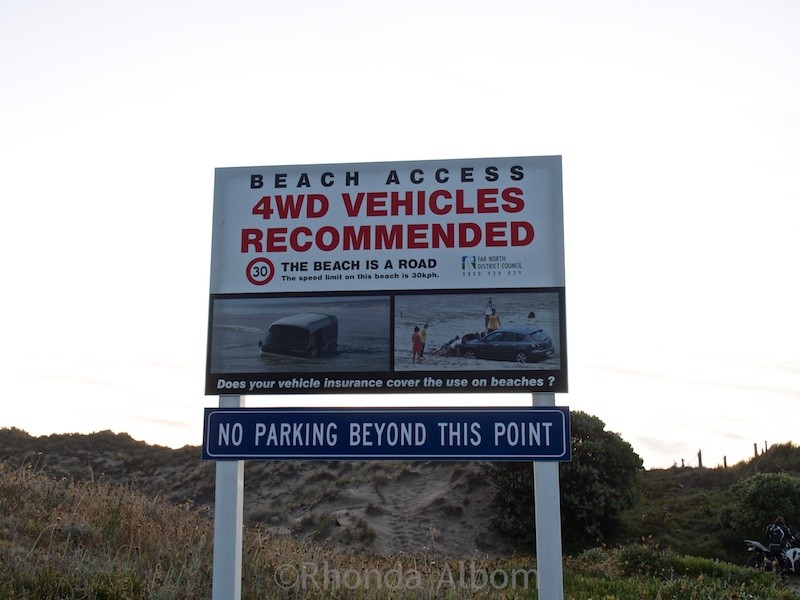 BEACH ACCESS
4WD VEHICLES
RECOMMENDED
30
THE BEACH IS A ROAD
The speed limit on this beach is 30kph.
FAR NORTH
DISTRICT COUNCIL
Does your vehicle insurance cover the use on beaches ?
NO PARKING BEYOND THIS POINT
©Rhonda Albom